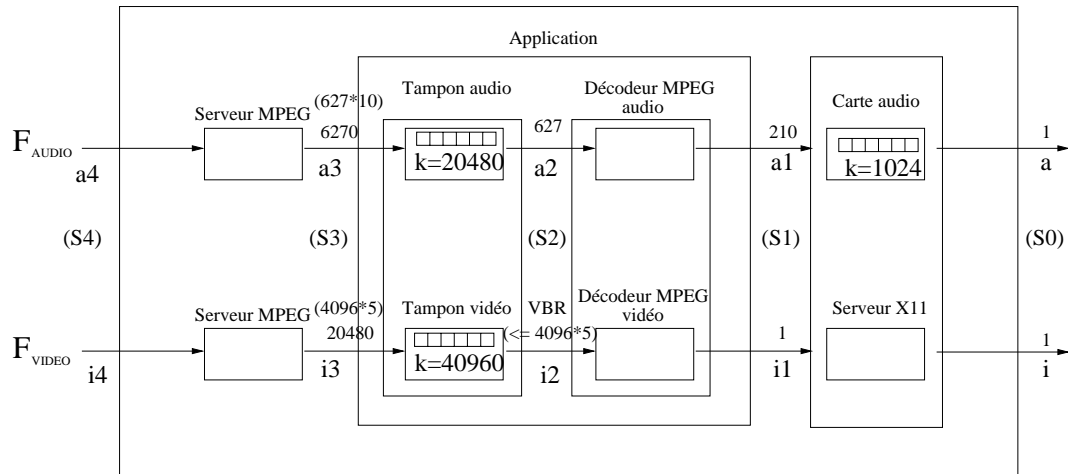 Application
Tampon audio
Décodeur MPEG
audio
Carte audio
Serveur MPEG
(627*10)
6270
627
210
1
F AUDIO
k=20480
k=1024
a4
a3
a2
a1
a
(S4)
(S3)
(S2)
(S1)
(S0)
Serveur MPEG
(4096*5)
20480
Tampon vidéo
VBR
(<= 4096*5)
Décodeur MPEG
vidéo
Serveur X11
1
1
F VIDEO
k=40960
i4
i3
i2
i1
i